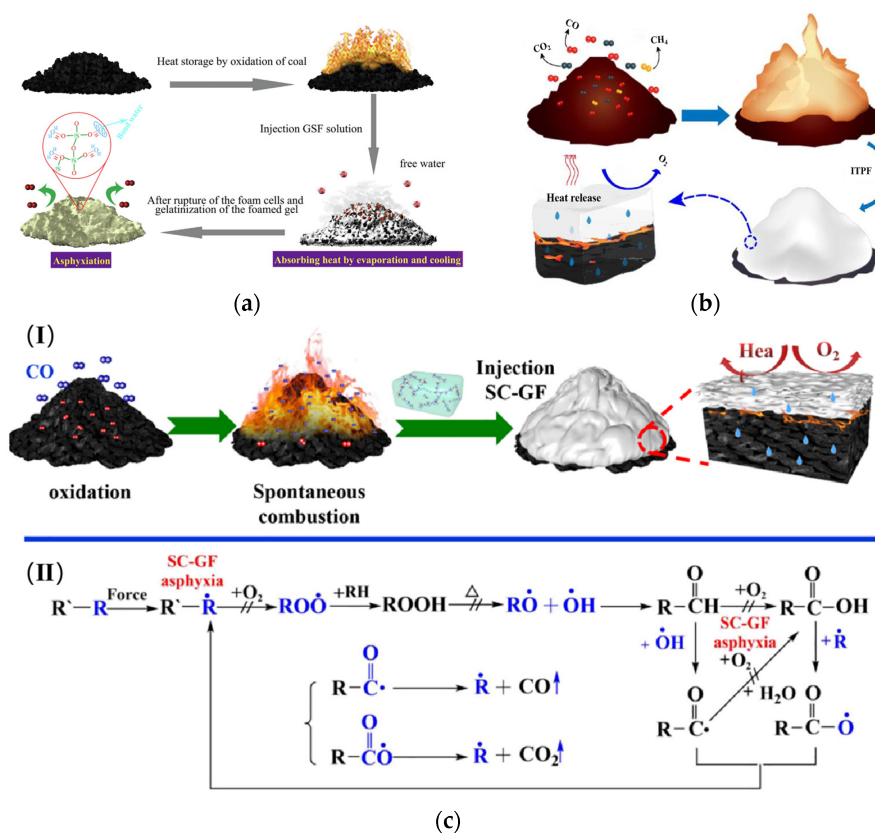 Heat storage by oxidation of coal
Injection GSF solution
free water
Bond water
After rupture of the foam cells and
gelatinization of the foamed gel
Asphyxiation
Absorbing heat by evaporation and cooling
(a)
CO
CO₂
CH₄
ITPF
O₂
Heat release
(b)
(I)
CO
oxidation
Spontaneous
combustion
Injection
SC-GF
Hea
O₂
(II)
SC-GF
asphyxia
R`—R Force R`—Ṙ +O₂ ROȮ +RH ROOH △ RȮ + ȮH
O
R—CH
+O₂
O
R—C—OH
SC-GF
asphyxia
+ ȮH
+O₂
+ Ṙ
+ H₂O
O
R—C•
O
R—C—Ȯ
O
R—C• Ṙ + CO↑
O
R—CȮ Ṙ + CO₂↑
(c)